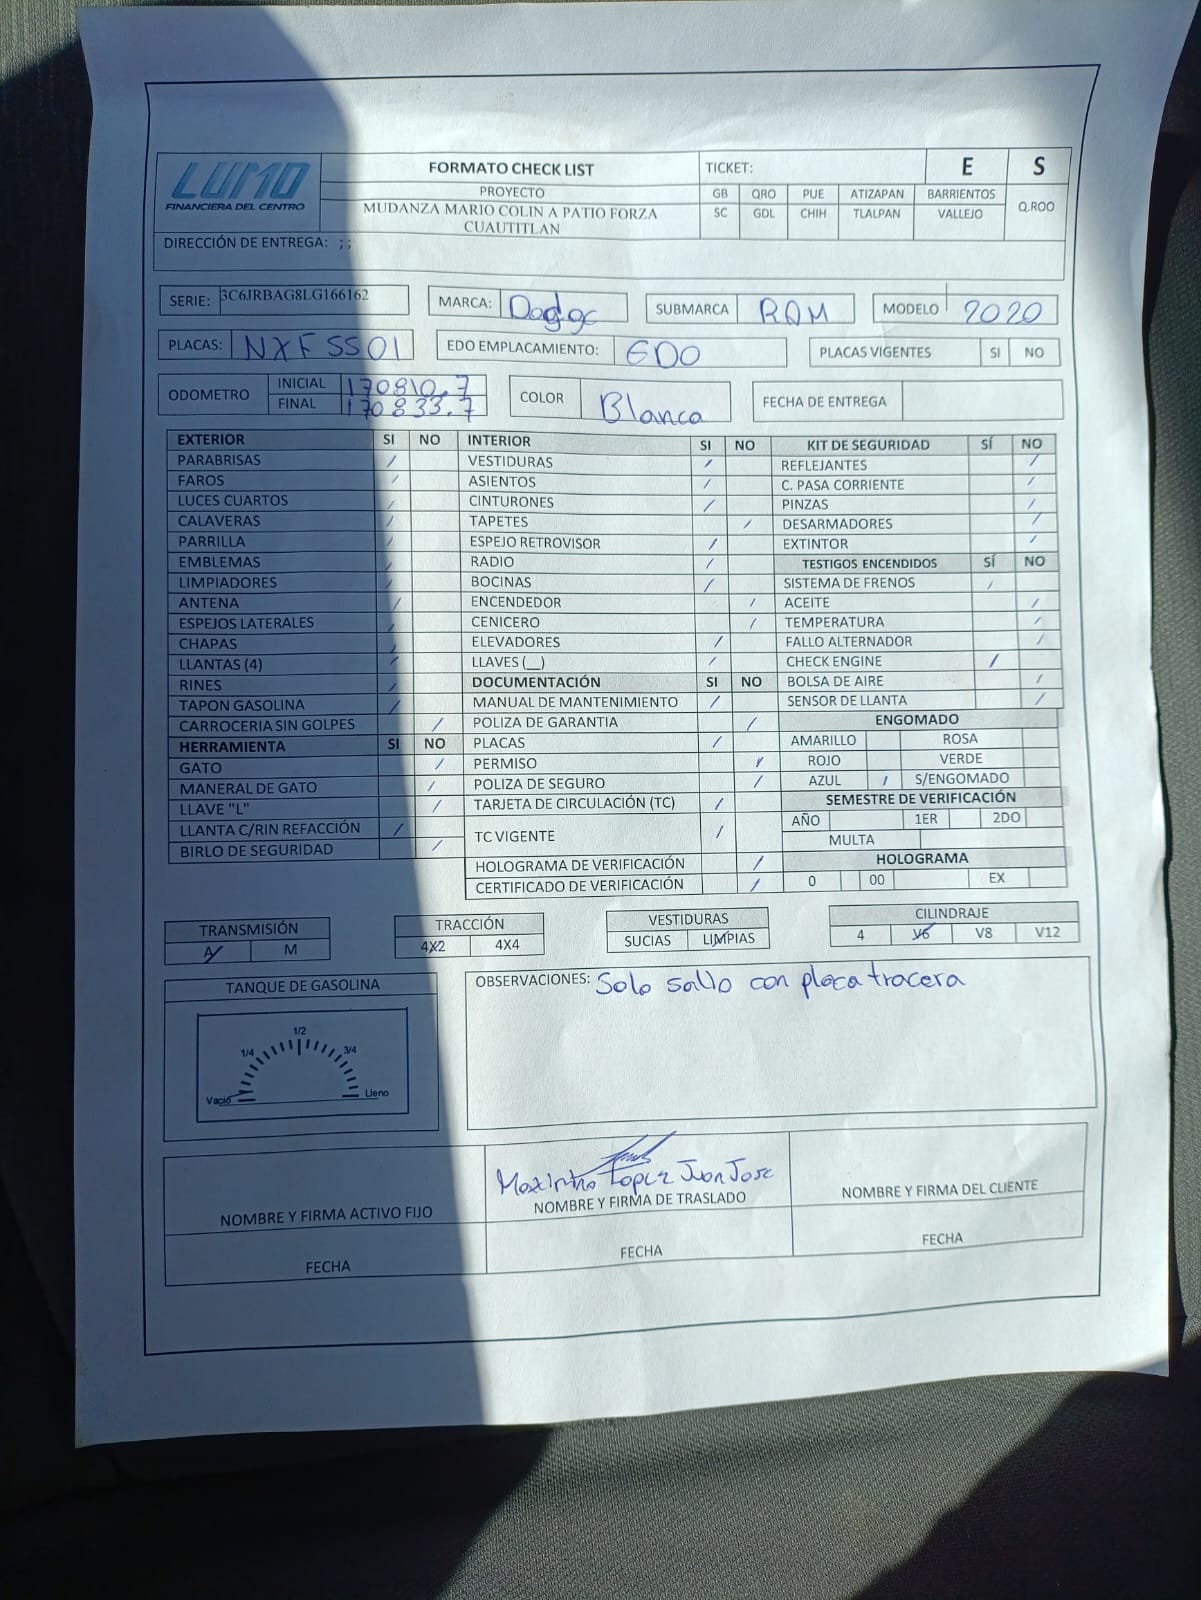 LUMO
FINANCIERA DEL CENTRO
FORMATO CHECK LIST
PROYECTO
MUDANZA MARIO COLIN A PATIO FORZA
CUAUTITLAN
TICKET: E S
GB QRO PUE ATIZAPAN BARRIENTOS Q.ROO
SC GDL CHIH TLALPAN VALLEJO
DIRECCIÓN DE ENTREGA: ; ;
SERIE: 3C6JRBAG8LG166162 MARCA: Dodge SUBMARCA RAM MODELO 2020
PLACAS: NXF5501 EDO EMPLACAMIENTO: EDO PLACAS VIGENTES SI NO
ODOMETRO INICIAL 170810.7 COLOR Blanca FECHA DE ENTREGA
FINAL 170833.7
EXTERIOR SI NO INTERIOR SI NO KIT DE SEGURIDAD SÍ NO
PARABRISAS / VESTIDURAS / REFLEJANTES /
FAROS / ASIENTOS / C. PASA CORRIENTE /
LUCES CUARTOS / CINTURONES / PINZAS /
CALAVERAS / TAPETES / DESARMADORES /
PARRILLA / ESPEJO RETROVISOR / EXTINTOR /
EMBLEMAS / RADIO / TESTIGOS ENCENDIDOS SÍ NO
LIMPIADORES / BOCINAS / SISTEMA DE FRENOS /
ANTENA / ENCENDEDOR / ACEITE /
ESPEJOS LATERALES / CENICERO / TEMPERATURA /
CHAPAS / ELEVADORES / FALLO ALTERNADOR /
LLANTAS (4) / LLAVES (__) / CHECK ENGINE /
RINES / DOCUMENTACIÓN SI NO BOLSA DE AIRE /
TAPON GASOLINA / MANUAL DE MANTENIMIENTO / SENSOR DE LLANTA /
CARROCERIA SIN GOLPES / POLIZA DE GARANTIA / ENGOMADO
HERRAMIENTA SI NO PLACAS / AMARILLO ROSA
GATO / PERMISO / ROJO VERDE
MANERAL DE GATO / POLIZA DE SEGURO / AZUL / S/ENGOMADO
LLAVE "L" / TARJETA DE CIRCULACIÓN (TC) / SEMESTRE DE VERIFICACIÓN
LLANTA C/RIN REFACCIÓN / TC VIGENTE / AÑO 1ER 2DO
BIRLO DE SEGURIDAD / MULTA
HOLOGRAMA DE VERIFICACIÓN / HOLOGRAMA
CERTIFICADO DE VERIFICACIÓN / 0 00 EX
TRANSMISIÓN TRACCIÓN VESTIDURAS CILINDRAJE
A M 4X2 4X4 SUCIAS LIMPIAS 4 V6 V8 V12
TANQUE DE GASOLINA
1/4 1/2 3/4
Vacio Lleno
OBSERVACIONES: Solo salio con placa tracera
Juan Jose
NOMBRE Y FIRMA ACTIVO FIJO NOMBRE Y FIRMA DE TRASLADO NOMBRE Y FIRMA DEL CLIENTE
FECHA FECHA FECHA